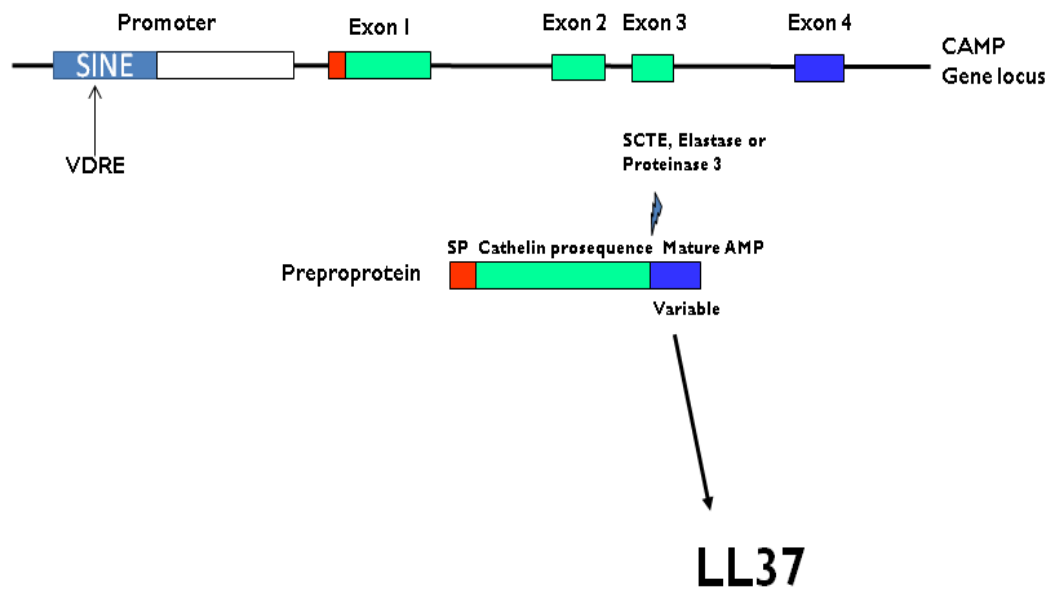 Promoter
Exon 1
Exon 2
Exon 3
Exon 4
SINE
CAMP
Gene locus
VDRE
SCTE, Elastase or
Proteinase 3
SP Cathelin prosequence Mature AMP
Preproprotein
Variable
LL37